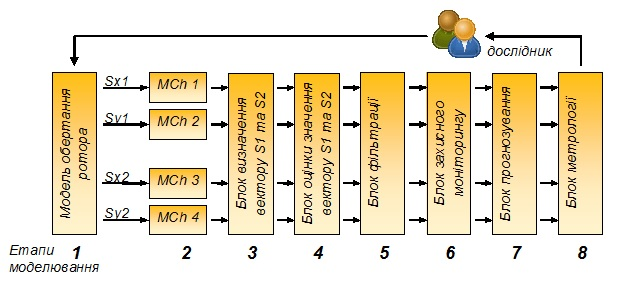 дослідник
Sx1
Sy1
Sx2
Sy2
Модель обертання
ротора
MCh 1
MCh 2
MCh 3
MCh 4
Блок визначення
вектору S1 та S2
Блок оцінки значення
вектору S1 та S2
Блок фільтрації
Блок захисного
моніторингу
Блок прогнозування
Блок метрології
Етапи
моделювання
1 2 3 4 5 6 7 8